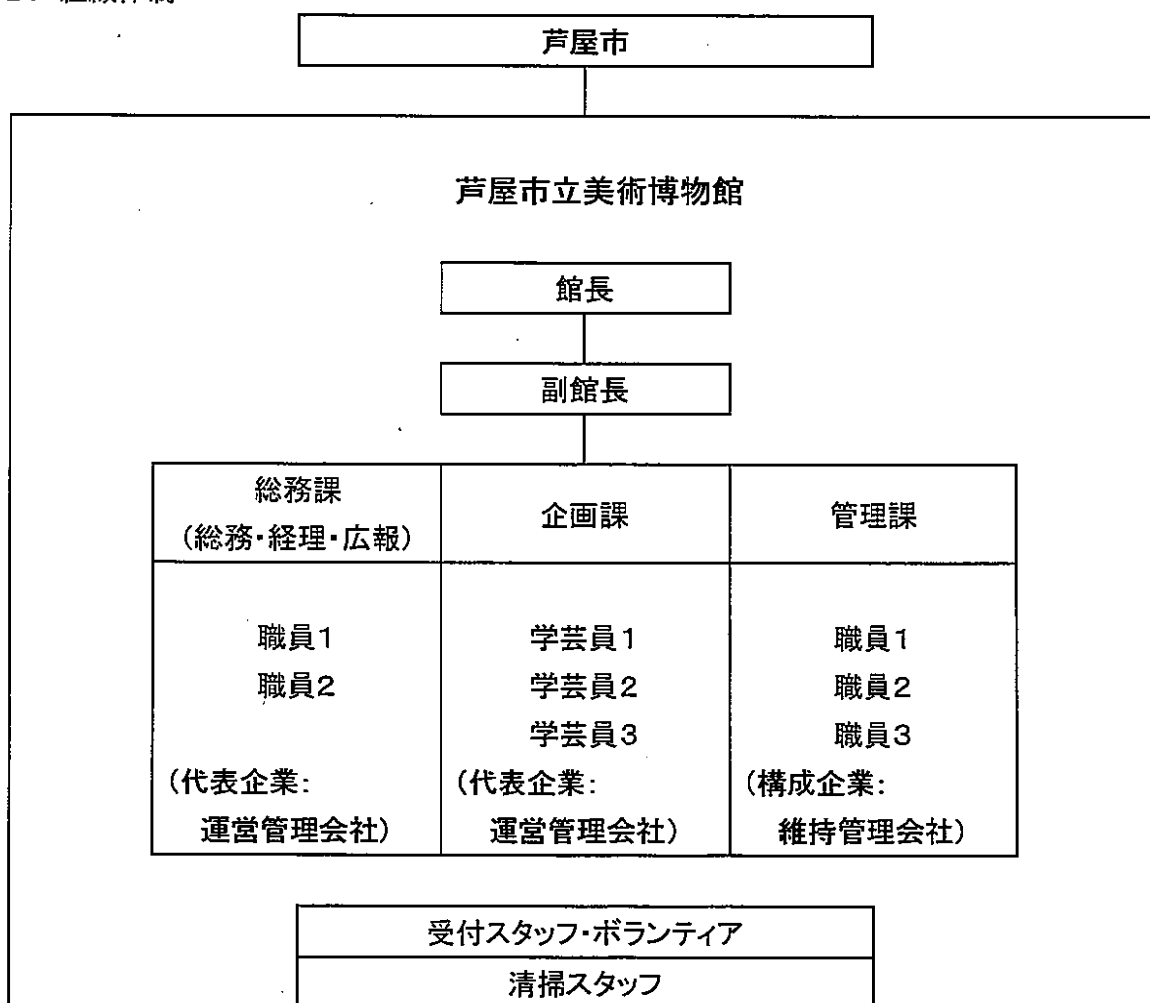 芦屋市
芦屋市立美術博物館
館長
副館長
総務課
(総務・経理・広報)
企画課
管理課
職員1
職員2
学芸員1
学芸員2
学芸員3
職員1
職員2
職員3
(代表企業:
運営管理会社)
(代表企業:
運営管理会社)
(構成企業:
維持管理会社)
受付スタッフ・ボランティア
清掃スタッフ